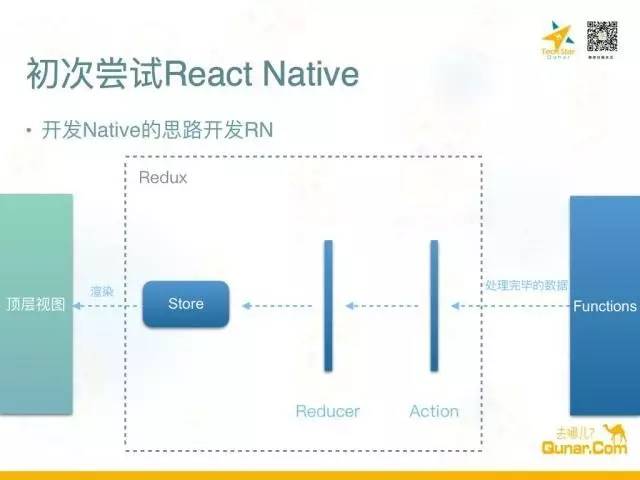 Tech Star
Qunar
初次尝试React Native
• 开发Native的思路开发RN
Redux
顶层视图
渲染
Store
处理完毕的数据
Functions
Reducer
Action
去哪儿?
Qunar.Com